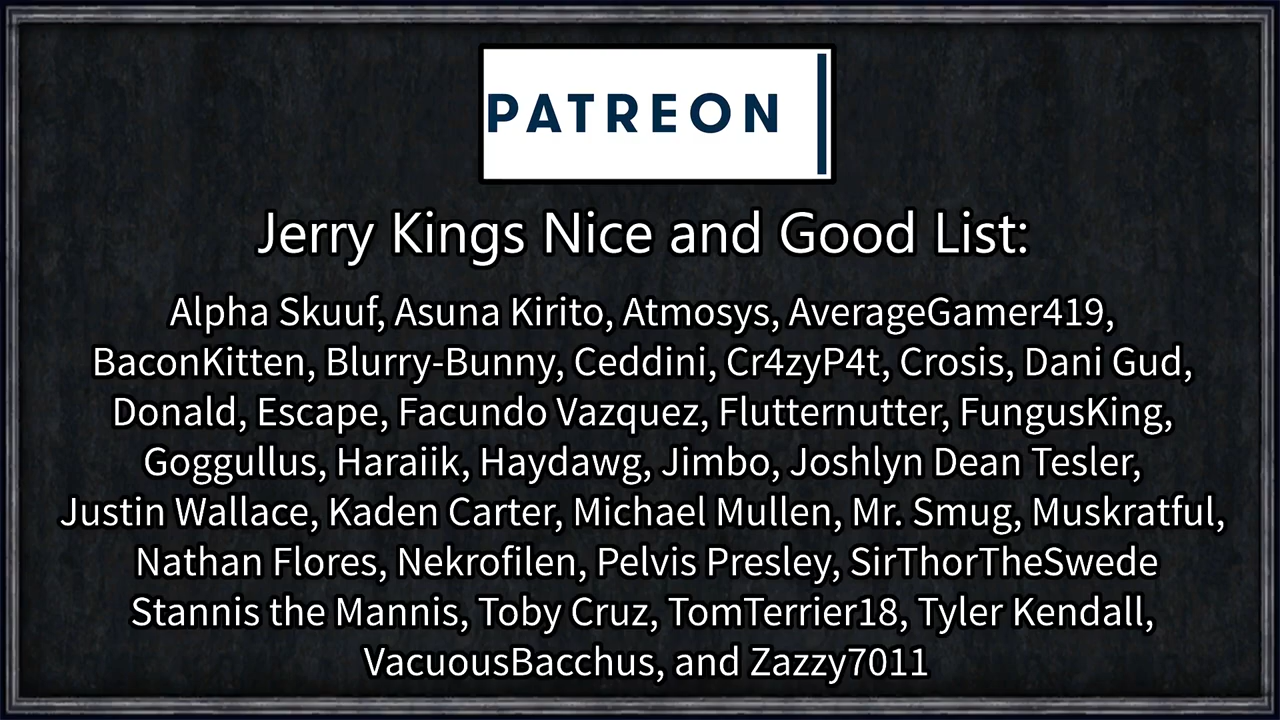 PATREON
Jerry Kings Nice and Good List:
Alpha Skuuf, Asuna Kirito, Atmosys, AverageGamer419,
BaconKitten, Blurry-Bunny, Ceddini, Cr4zyP4t, Crosis, Dani Gud,
Donald, Escape, Facundo Vazquez, Flutternutter, FungusKing,
Goggullus, Haraiik, Haydawg, Jimbo, Joshlyn Dean Tesler,
Justin Wallace, Kaden Carter, Michael Mullen, Mr. Smug, Muskratful,
Nathan Flores, Nekrofilen, Pelvis Presley, SirThorTheSwede
Stannis the Mannis, Toby Cruz, TomTerrier18, Tyler Kendall,
VacuousBacchus, and Zazzy7011